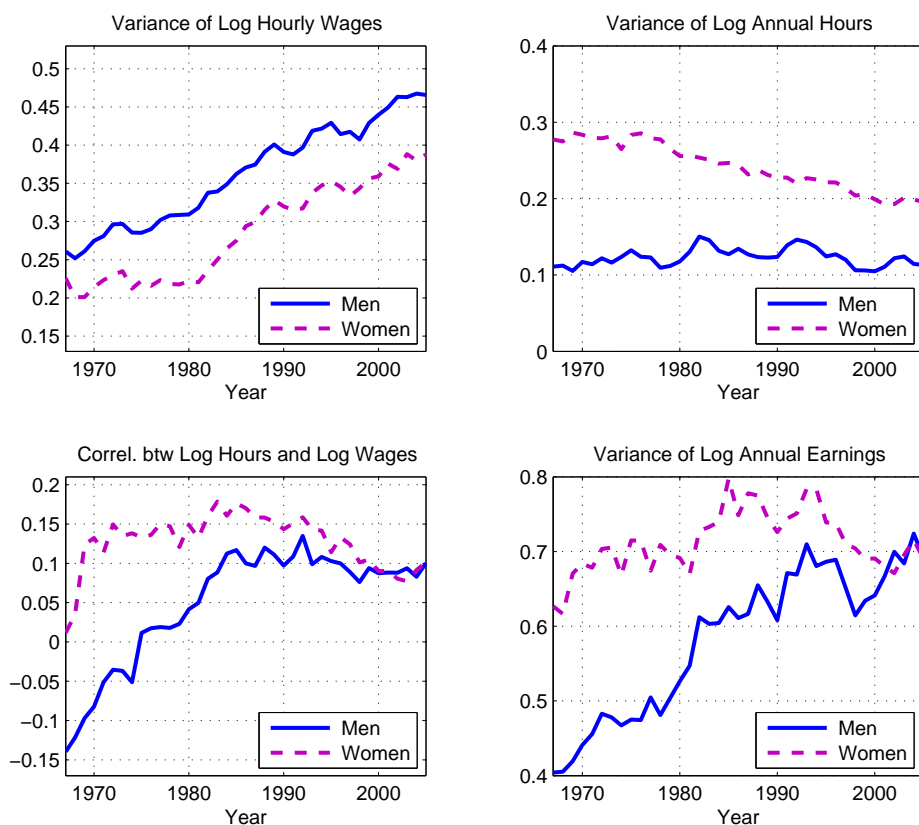 Variance of Log Hourly Wages
0.5
0.45
0.4
0.35
0.3
0.25
0.2
0.15
1970 1980 1990 2000
Year
Men
Women
Variance of Log Annual Hours
0.4
0.3
0.2
0.1
0
1970 1980 1990 2000
Year
Men
Women
Correl. btw Log Hours and Log Wages
0.2
0.15
0.1
0.05
0
−0.05
−0.1
−0.15
1970 1980 1990 2000
Year
Men
Women
Variance of Log Annual Earnings
0.8
0.7
0.6
0.5
0.4
1970 1980 1990 2000
Year
Men
Women